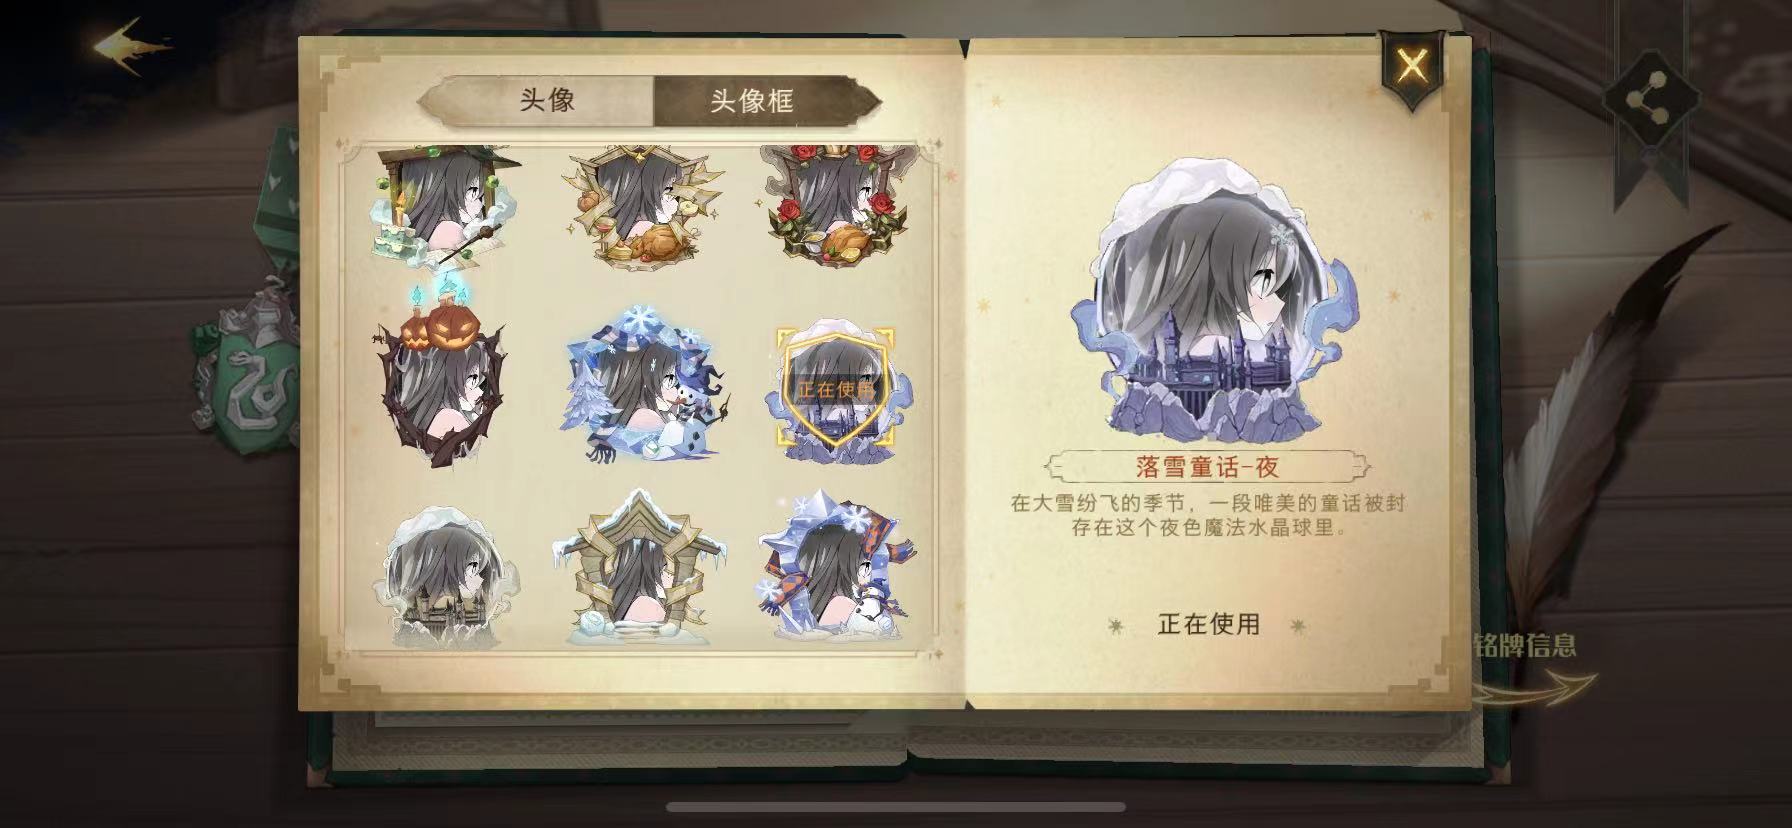 头像
头像框
正在使用
落雪童话-夜
在大雪纷飞的季节，一段唯美的童话被封
存在这个夜色魔法水晶球里。
正在使用
铭牌信息